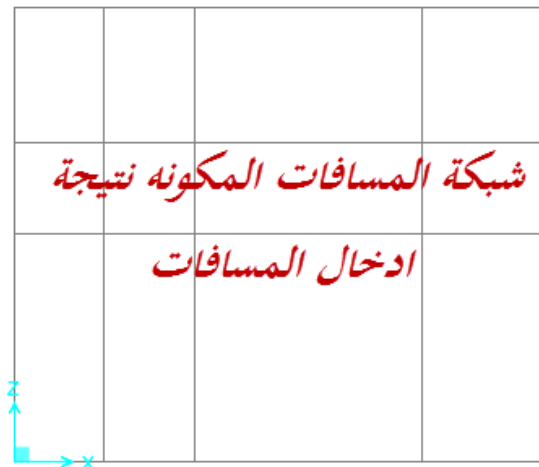 شبكة المسافات المكونه نتيجة
ادخال المسافات
Z
X